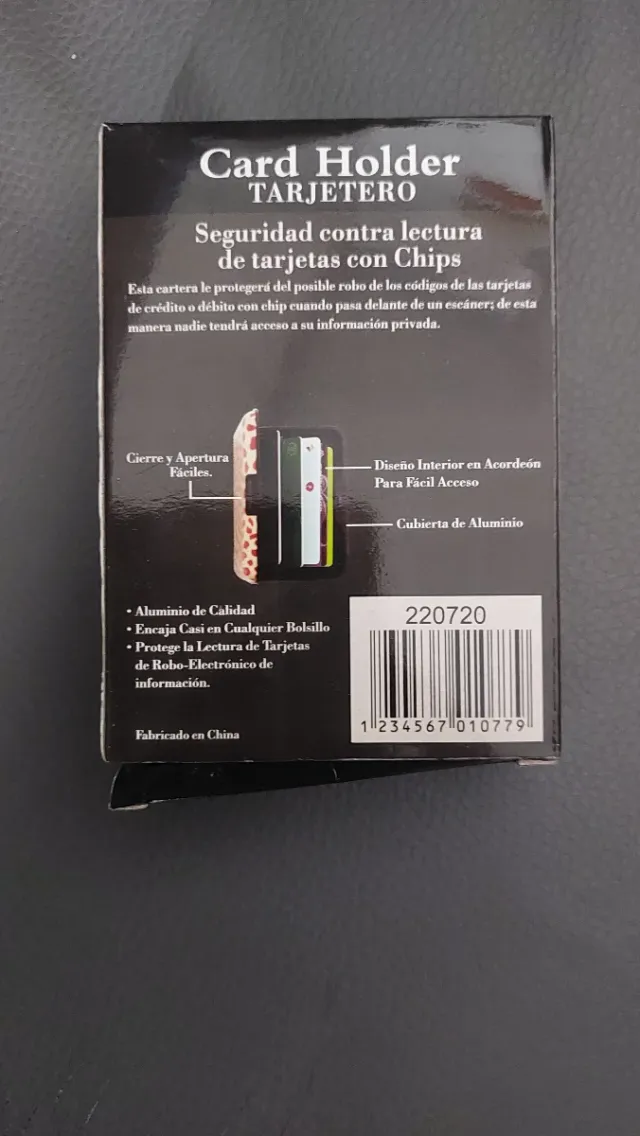 Card Holder
TARJETERO
Seguridad contra lectura
de tarjetas con Chips
Esta cartera le protegerá del posible robo de los códigos de las tarjetas
de crédito o débito con chip cuando pasa delante de un escáner; de esta
manera nadie tendrá acceso a su información privada.
Cierre y Apertura
Fáciles.
Diseño Interior en Acordeón
Para Fácil Acceso
Cubierta de Aluminio
• Aluminio de Calidad
• Encaja Casi en Cualquier Bolsillo
• Protege la Lectura de Tarjetas
de Robo-Electrónico de
información.
Fabricado en China
220720
1 234567 010779